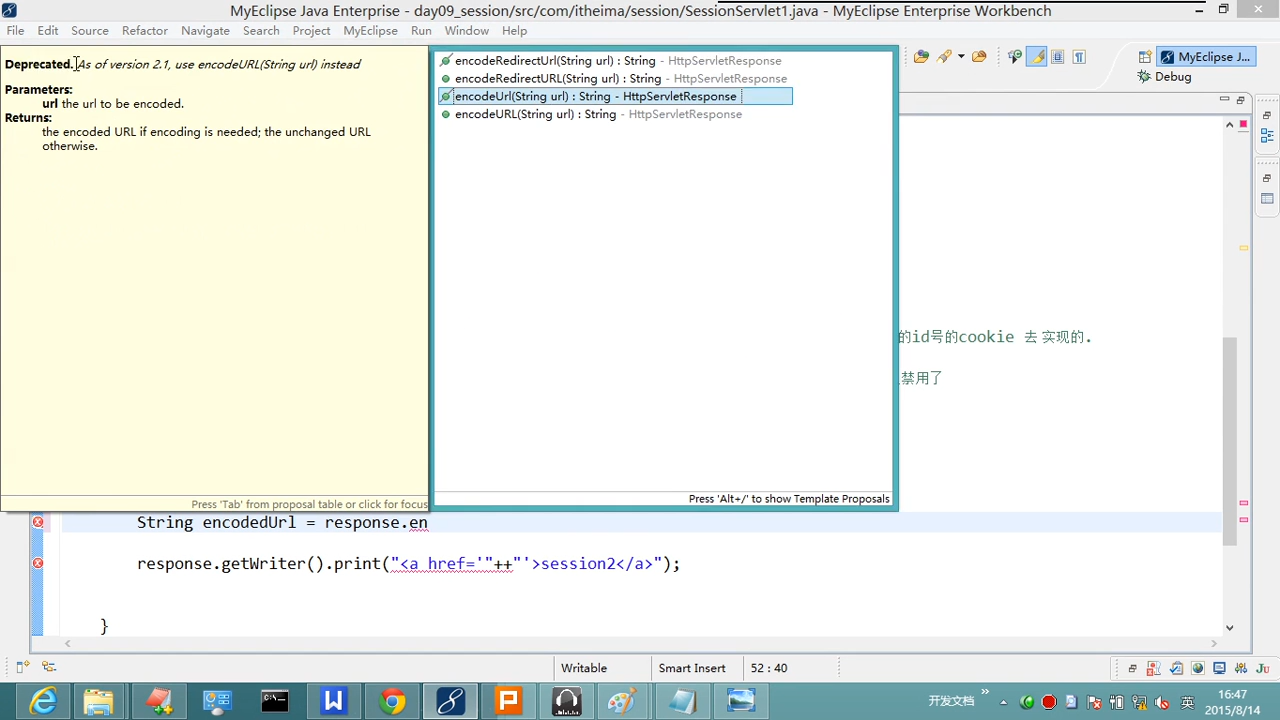 MyEclipse Java Enterprise - day09_session/src/com/itheima/session/SessionServlet1.java - MyEclipse Enterprise Workbench
File Edit Source Refactor Navigate Search Project MyEclipse Run Window Help
MyEclipse J...
Debug
Deprecated. As of version 2.1, use encodeURL(String url) instead
Parameters:
url the url to be encoded.
Returns:
the encoded URL if encoding is needed; the unchanged URL
otherwise.
Press 'Tab' from proposal table or click for focus
encodeRedirectUrl(String url) : String - HttpServletResponse
encodeRedirectURL(String url) : String - HttpServletResponse
encodeUrl(String url) : String - HttpServletResponse
encodeURL(String url) : String - HttpServletResponse
Press 'Alt+/' to show Template Proposals
的id号的cookie 去 实现的.
禁用了
String encodedUrl = response.en
response.getWriter().print("<a href='"++"'>session2</a>");
}
Writable Smart Insert 52 : 40
开发文档 » 英 16:47
2015/8/14